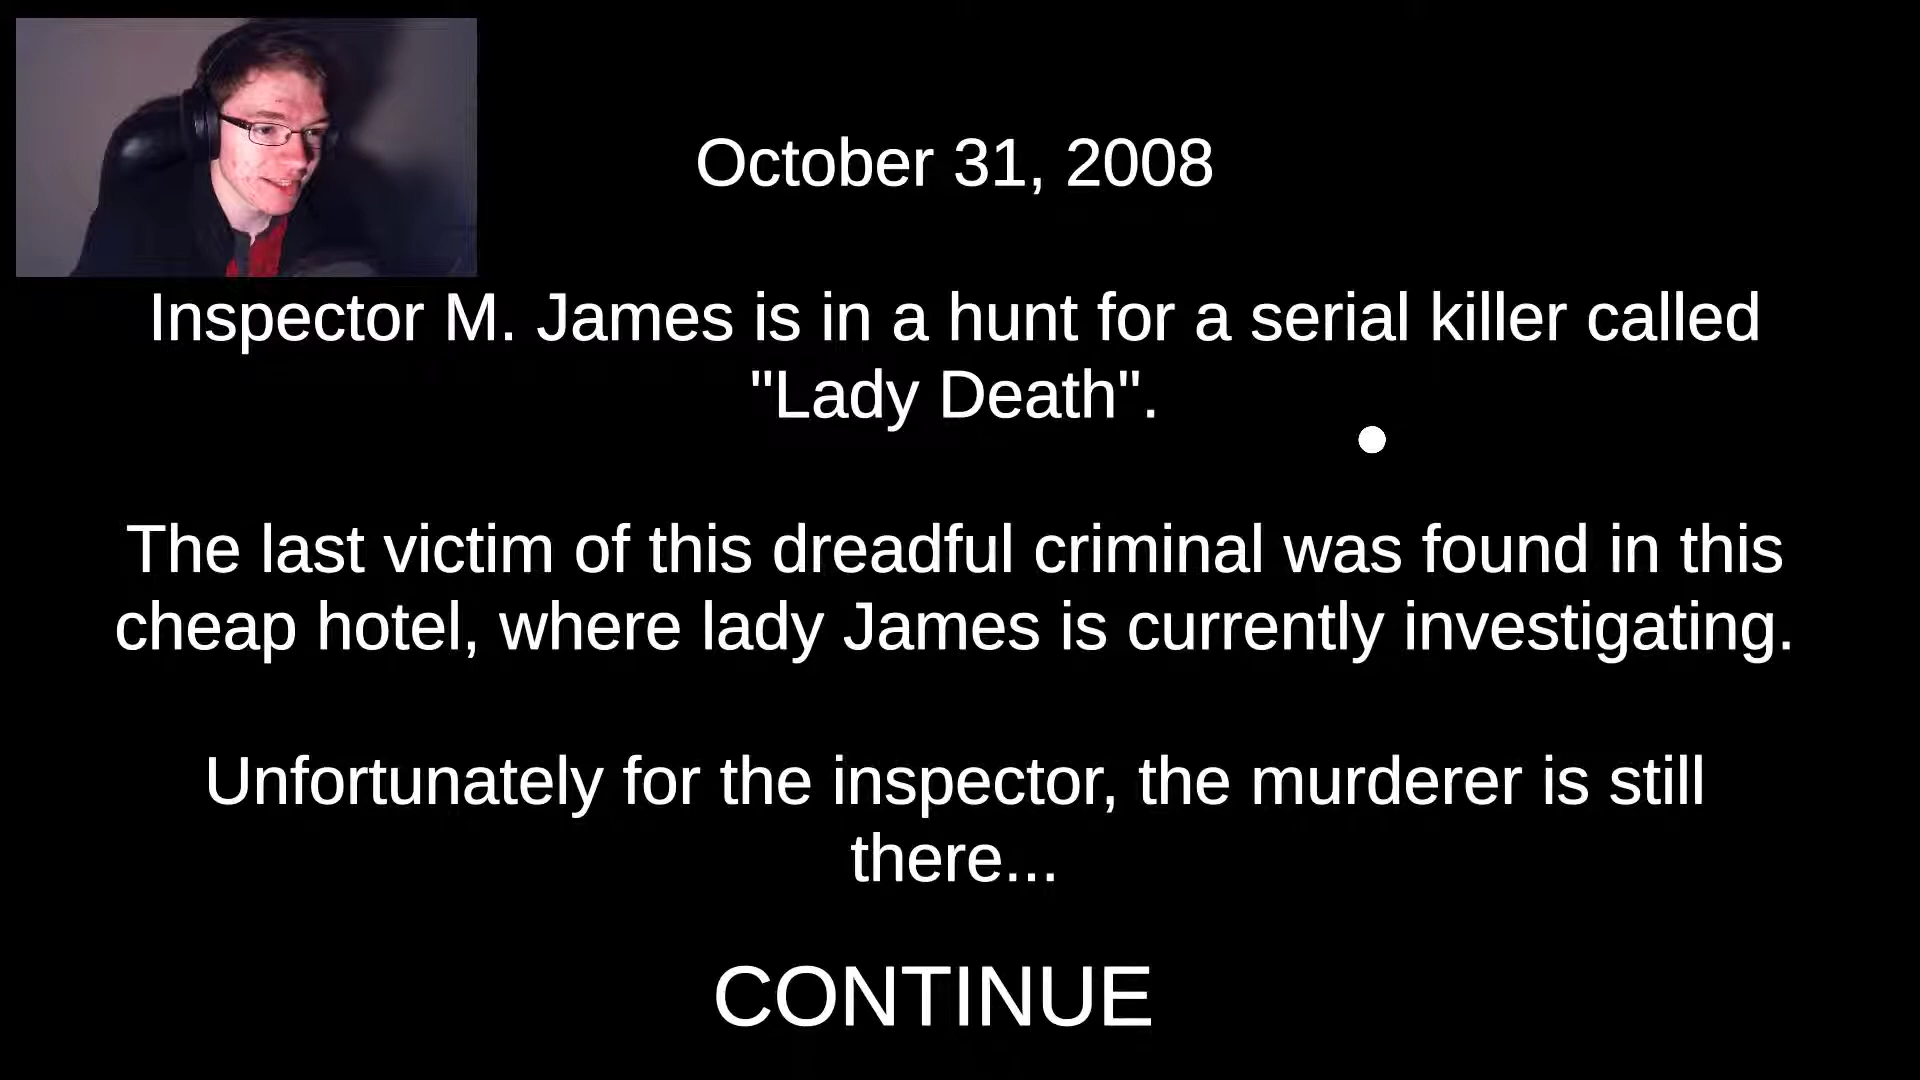 October 31, 2008
Inspector M. James is in a hunt for a serial killer called
"Lady Death".
The last victim of this dreadful criminal was found in this
cheap hotel, where lady James is currently investigating.
Unfortunately for the inspector, the murderer is still
there...
CONTINUE